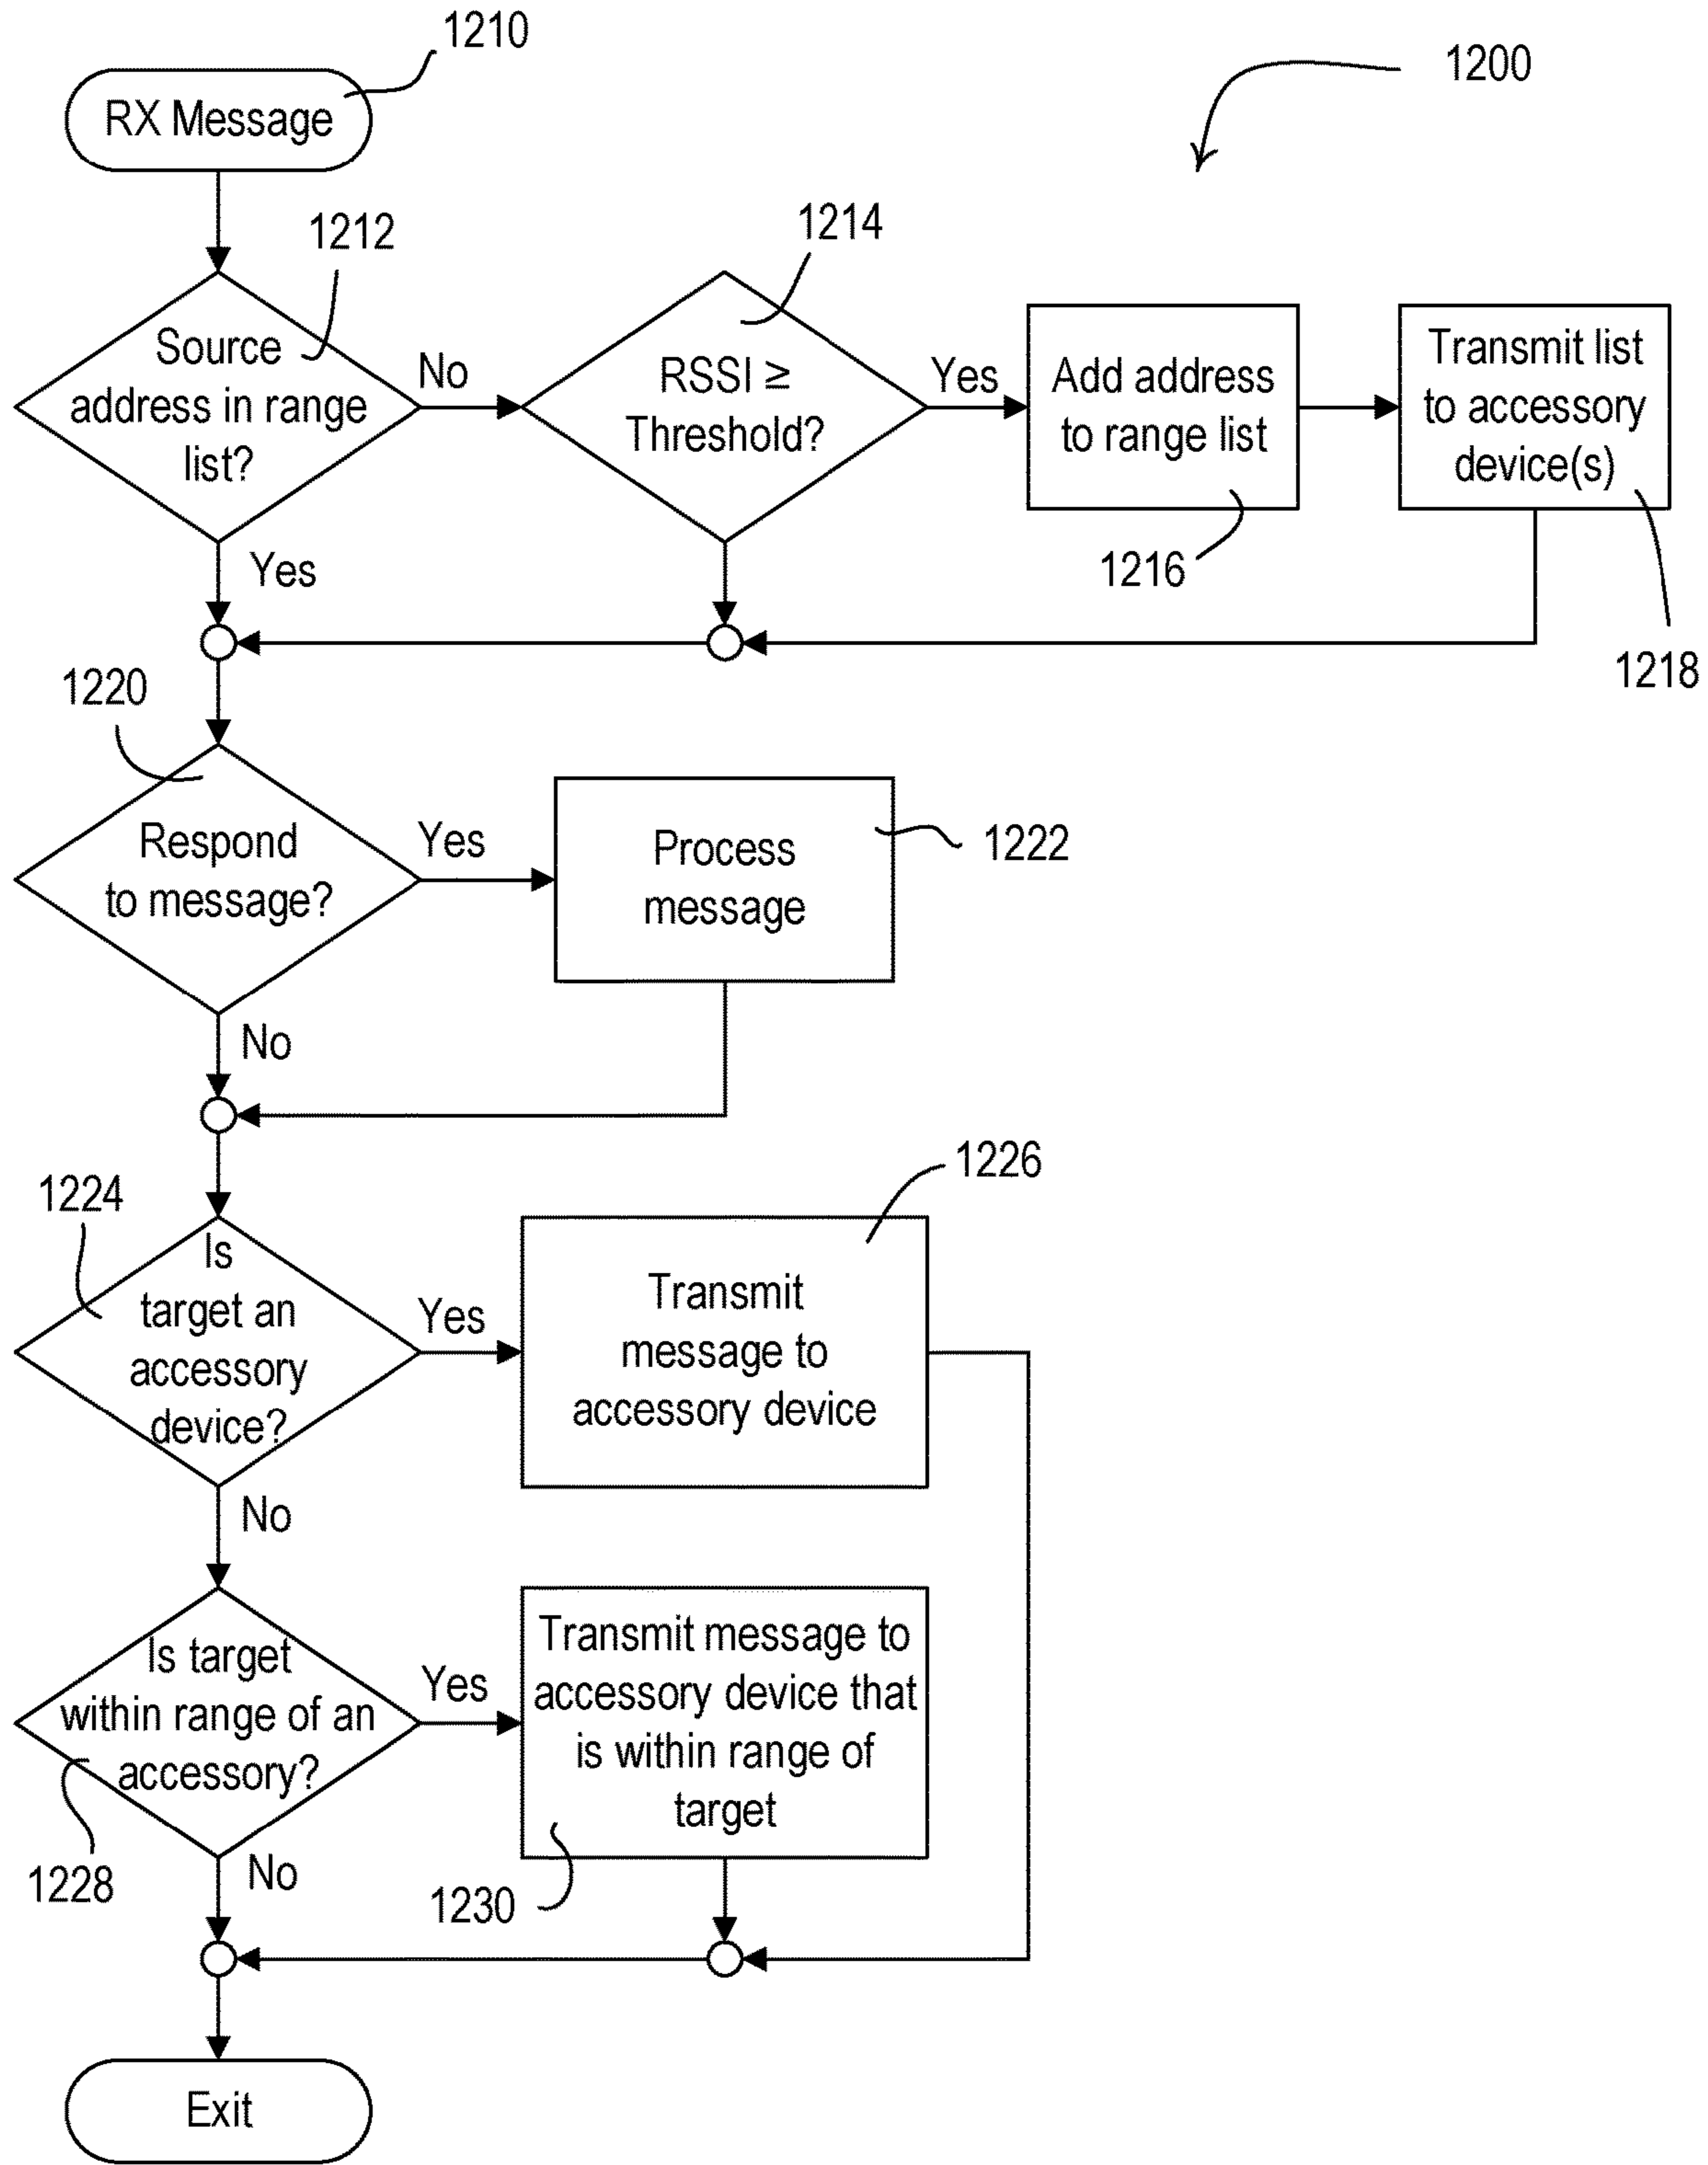 1210
RX Message
1200
1212
1214
Source
address in range
list?
No
RSSI ≥
Threshold?
Yes
Add address
to range list
Transmit list
to accessory
device(s)
1216
1218
Yes
1220
Respond
to message?
Yes
Process
message
1222
No
1224
1226
Is
target an
accessory
device?
Yes
Transmit
message to
accessory device
No
Is target
within range of an
accessory?
Yes
Transmit message to
accessory device that
is within range of
target
1228
No
1230
Exit